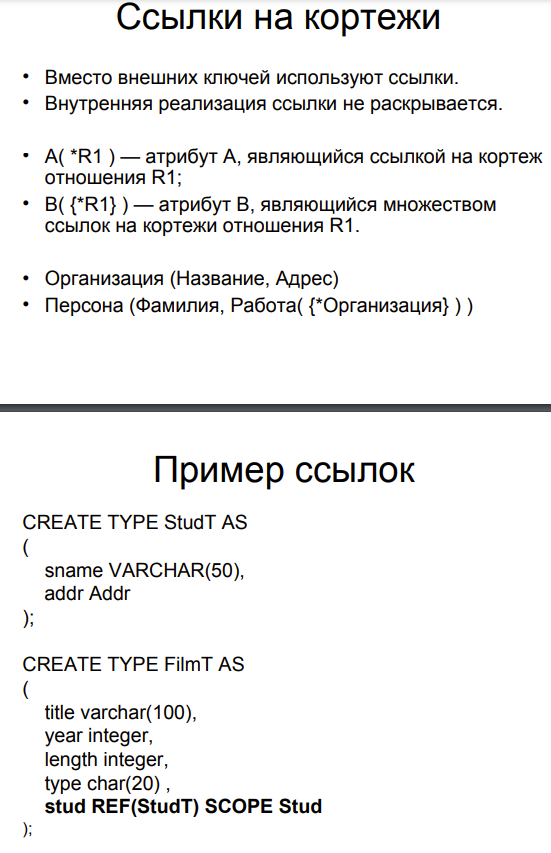 Ссылки на кортежи
• Вместо внешних ключей используют ссылки.
• Внутренняя реализация ссылки не раскрывается.
• A( *R1 ) — атрибут A, являющийся ссылкой на кортеж
отношения R1;
• B( {*R1} ) — атрибут B, являющийся множеством
ссылок на кортежи отношения R1.
• Организация (Название, Адрес)
• Персона (Фамилия, Работа( {*Организация} ) )
Пример ссылок
CREATE TYPE StudT AS
(
sname VARCHAR(50),
addr Addr
);
CREATE TYPE FilmT AS
(
title varchar(100),
year integer,
length integer,
type char(20) ,
stud REF(StudT) SCOPE Stud
);